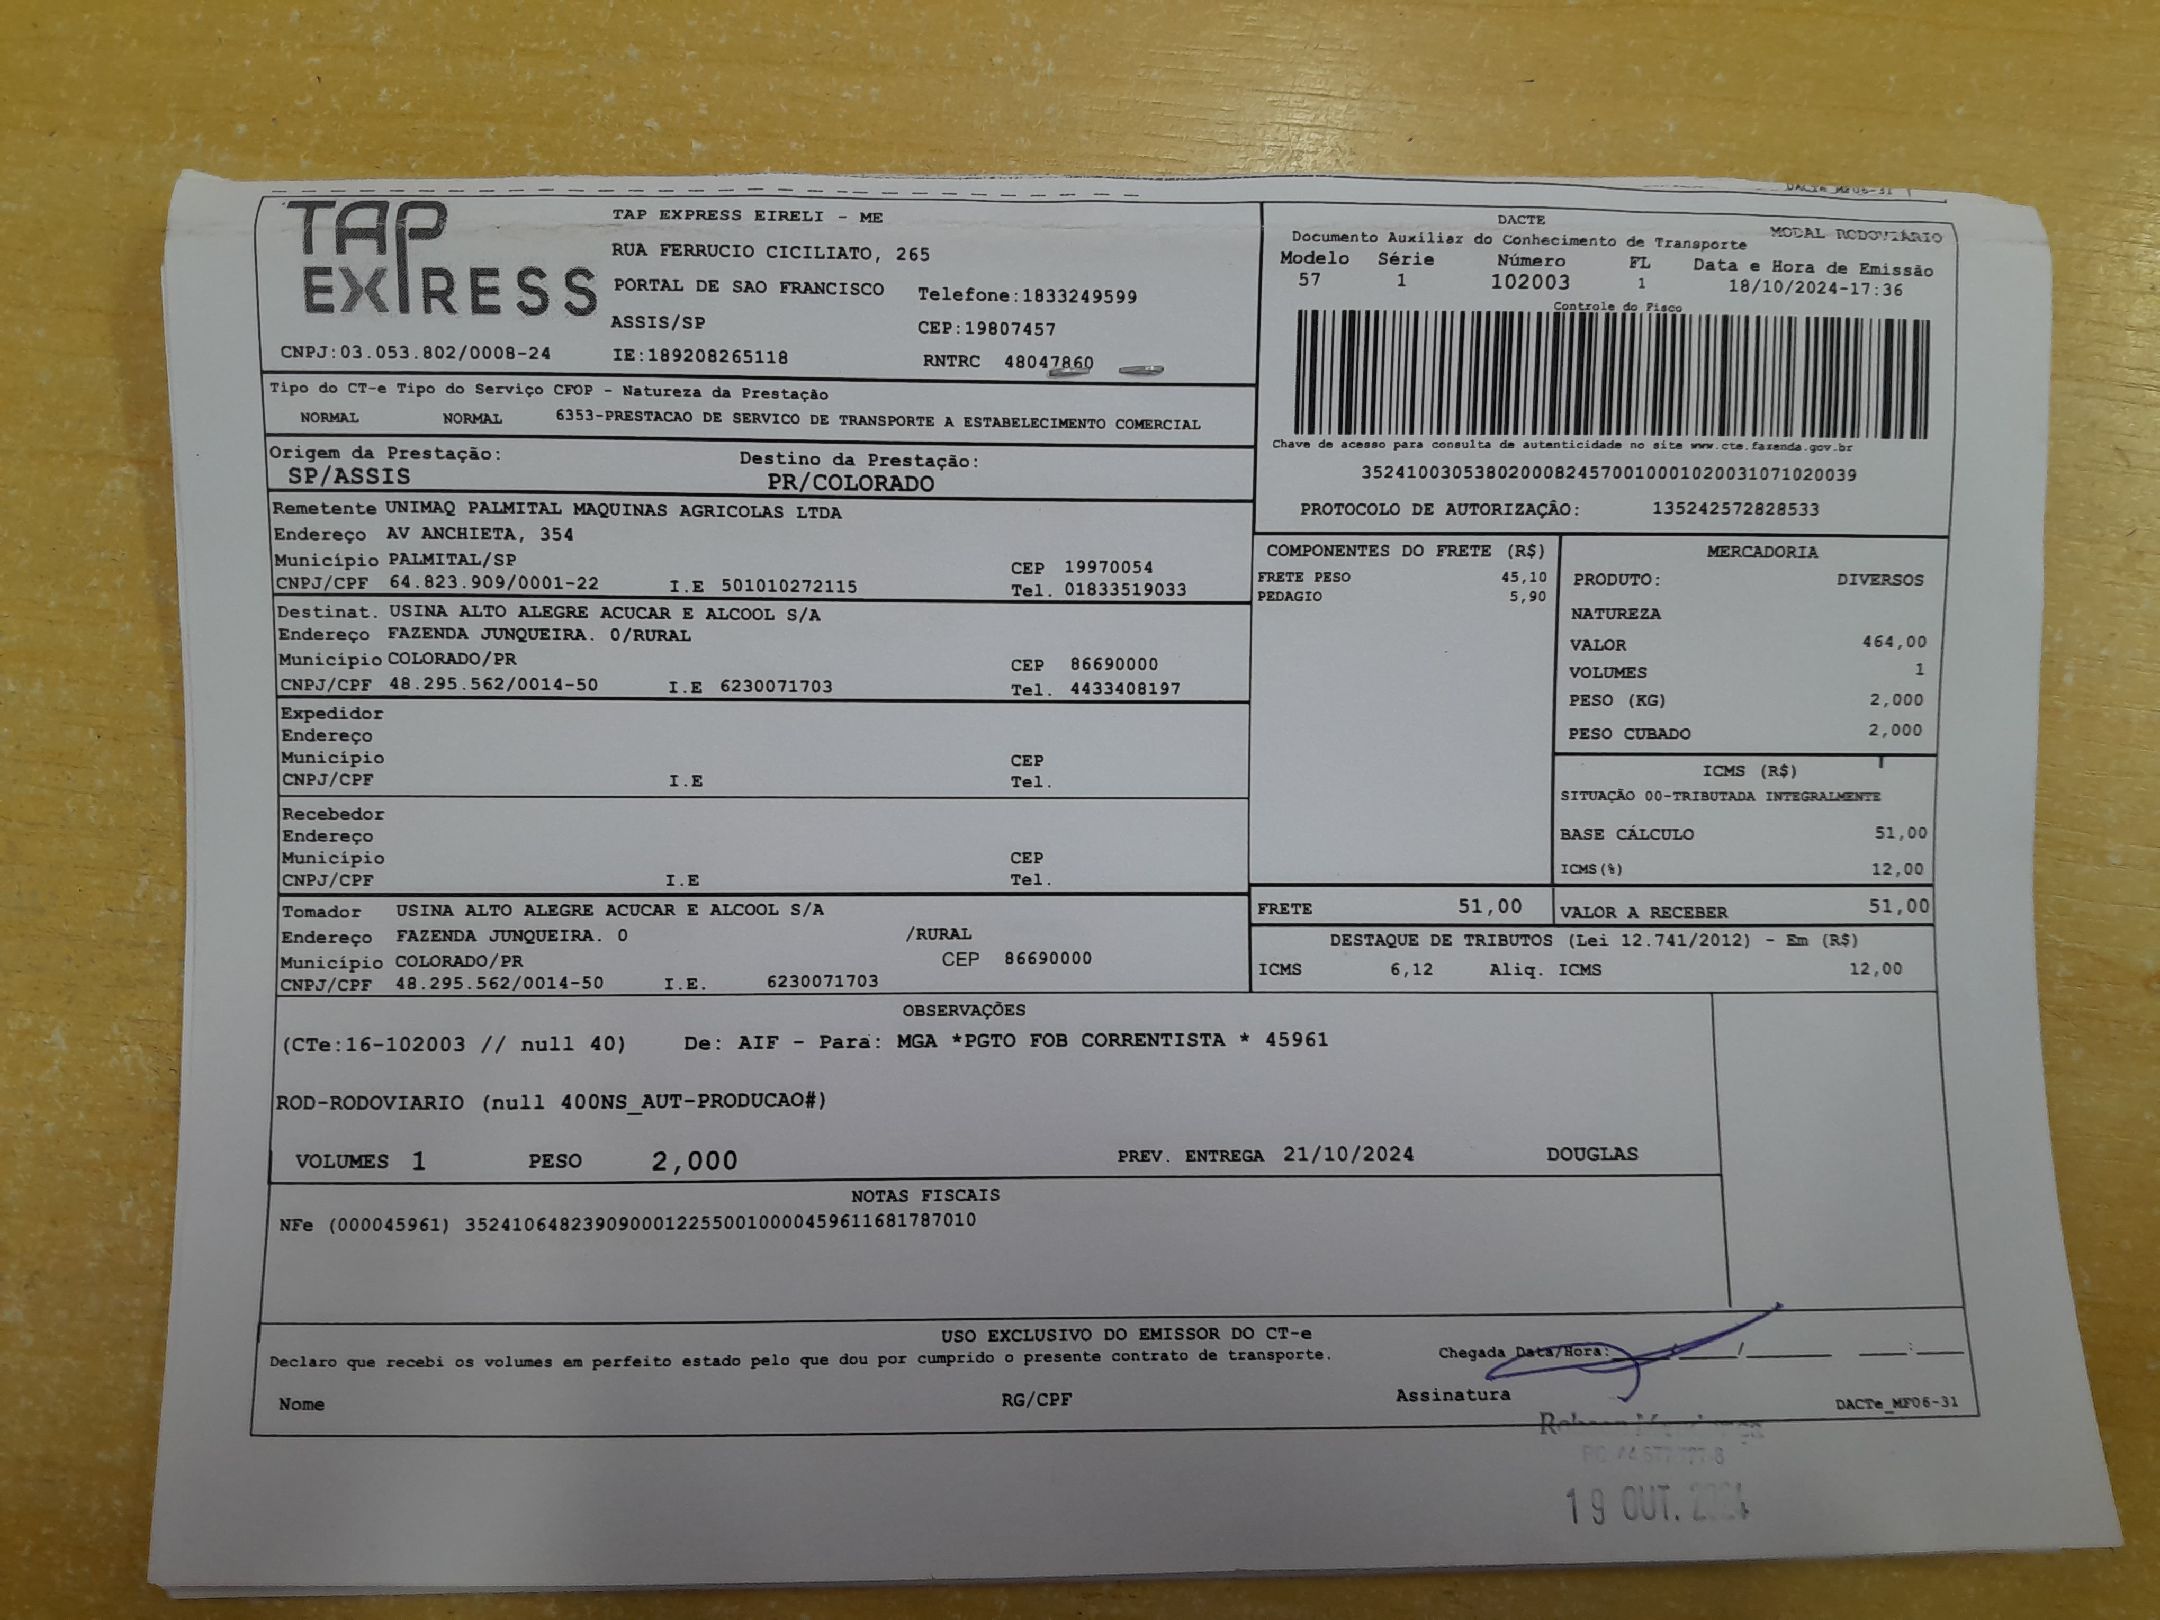 DACTe_MF06-31
TAP
EXPRESS
CNPJ:03.053.802/0008-24
TAP EXPRESS EIRELI - ME
RUA FERRUCIO CICILIATO, 265
PORTAL DE SAO FRANCISCO Telefone:1833249599
ASSIS/SP CEP:19807457
IE:189208265118 RNTRC 48047860
DACTE
Documento Auxiliar do Conhecimento de Transporte MODAL RODOVIÁRIO
Modelo Série Número FL Data e Hora de Emissão
57 1 102003 1 18/10/2024-17:36
Controle do Fisco
Chave de acesso para consulta de autenticidade no site www.cte.fazenda.gov.br
35241003053802000824570010001020031071020039
PROTOCOLO DE AUTORIZAÇÂO: 135242572828533
Tipo do CT-e Tipo do Serviço CFOP - Natureza da Prestação
NORMAL NORMAL 6353-PRESTACAO DE SERVICO DE TRANSPORTE A ESTABELECIMENTO COMERCIAL
Origem da Prestação: Destino da Prestação:
SP/ASSIS PR/COLORADO
Remetente UNIMAQ PALMITAL MAQUINAS AGRICOLAS LTDA
Endereço AV ANCHIETA, 354
Município PALMITAL/SP CEP 19970054
CNPJ/CPF 64.823.909/0001-22 I.E 501010272115 Tel. 01833519033
Destinat. USINA ALTO ALEGRE ACUCAR E ALCOOL S/A
Endereço FAZENDA JUNQUEIRA. 0/RURAL
Município COLORADO/PR CEP 86690000
CNPJ/CPF 48.295.562/0014-50 I.E 6230071703 Tel. 4433408197
Expedidor
Endereço
Município CEP
CNPJ/CPF I.E Tel.
Recebedor
Endereço
Município CEP
CNPJ/CPF I.E Tel.
Tomador USINA ALTO ALEGRE ACUCAR E ALCOOL S/A
Endereço FAZENDA JUNQUEIRA. 0 /RURAL
Município COLORADO/PR CEP 86690000
CNPJ/CPF 48.295.562/0014-50 I.E. 6230071703
COMPONENTES DO FRETE (R$)
FRETE PESO 45,10
PEDAGIO 5,90
MERCADORIA
PRODUTO: DIVERSOS
NATUREZA
VALOR 464,00
VOLUMES 1
PESO (KG) 2,000
PESO CUBADO 2,000
ICMS (R$)
SITUAÇÃO 00-TRIBUTADA INTEGRALMENTE
BASE CÁLCULO 51,00
ICMS(%) 12,00
FRETE 51,00 VALOR A RECEBER 51,00
DESTAQUE DE TRIBUTOS (Lei 12.741/2012) - Em (R$)
ICMS 6,12 Aliq. ICMS 12,00
OBSERVAÇÕES
(CTe:16-102003 // null 40) De: AIF - Para: MGA *PGTO FOB CORRENTISTA * 45961
ROD-RODOVIARIO (null 400NS_AUT-PRODUCAO#)
VOLUMES 1 PESO 2,000 PREV. ENTREGA 21/10/2024 DOUGLAS
NOTAS FISCAIS
NFe (000045961) 35241064823909000122550010000459611681787010
USO EXCLUSIVO DO EMISSOR DO CT-e
Declaro que recebi os volumes em perfeito estado pelo que dou por cumprido o presente contrato de transporte. Chegada Data/Hora: / / :
Nome RG/CPF Assinatura DACTe_MF06-31
19 OUT. 2024